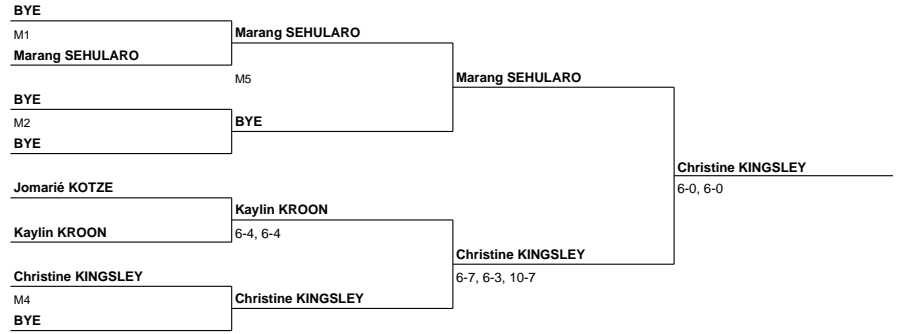 BYE
M1
Marang SEHULARO
Marang SEHULARO
M5
BYE
M2
BYE
BYE
Marang SEHULARO
Jomarié KOTZE
Kaylin KROON
Kaylin KROON
6-4, 6-4
Christine KINGSLEY
M4
BYE
Christine KINGSLEY
Christine KINGSLEY
6-7, 6-3, 10-7
Christine KINGSLEY
6-0, 6-0